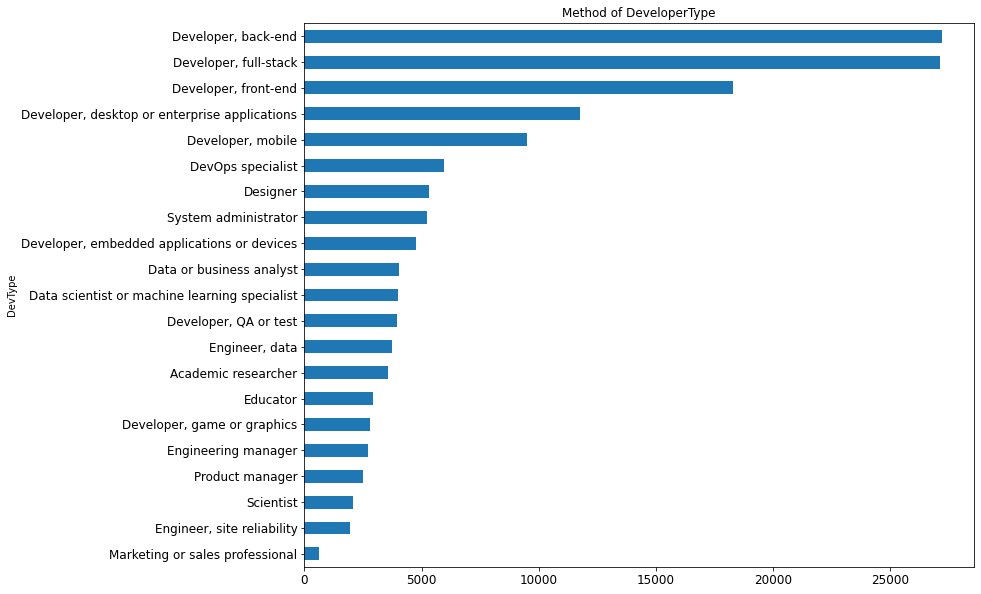 Method of DeveloperType
Developer, back-end
Developer, full-stack
Developer, front-end
Developer, desktop or enterprise applications
Developer, mobile
DevOps specialist
Designer
System administrator
Developer, embedded applications or devices
Data or business analyst
Data scientist or machine learning specialist
Developer, QA or test
Engineer, data
Academic researcher
Educator
Developer, game or graphics
Engineering manager
Product manager
Scientist
Engineer, site reliability
Marketing or sales professional
DevType
0 5000 10000 15000 20000 25000